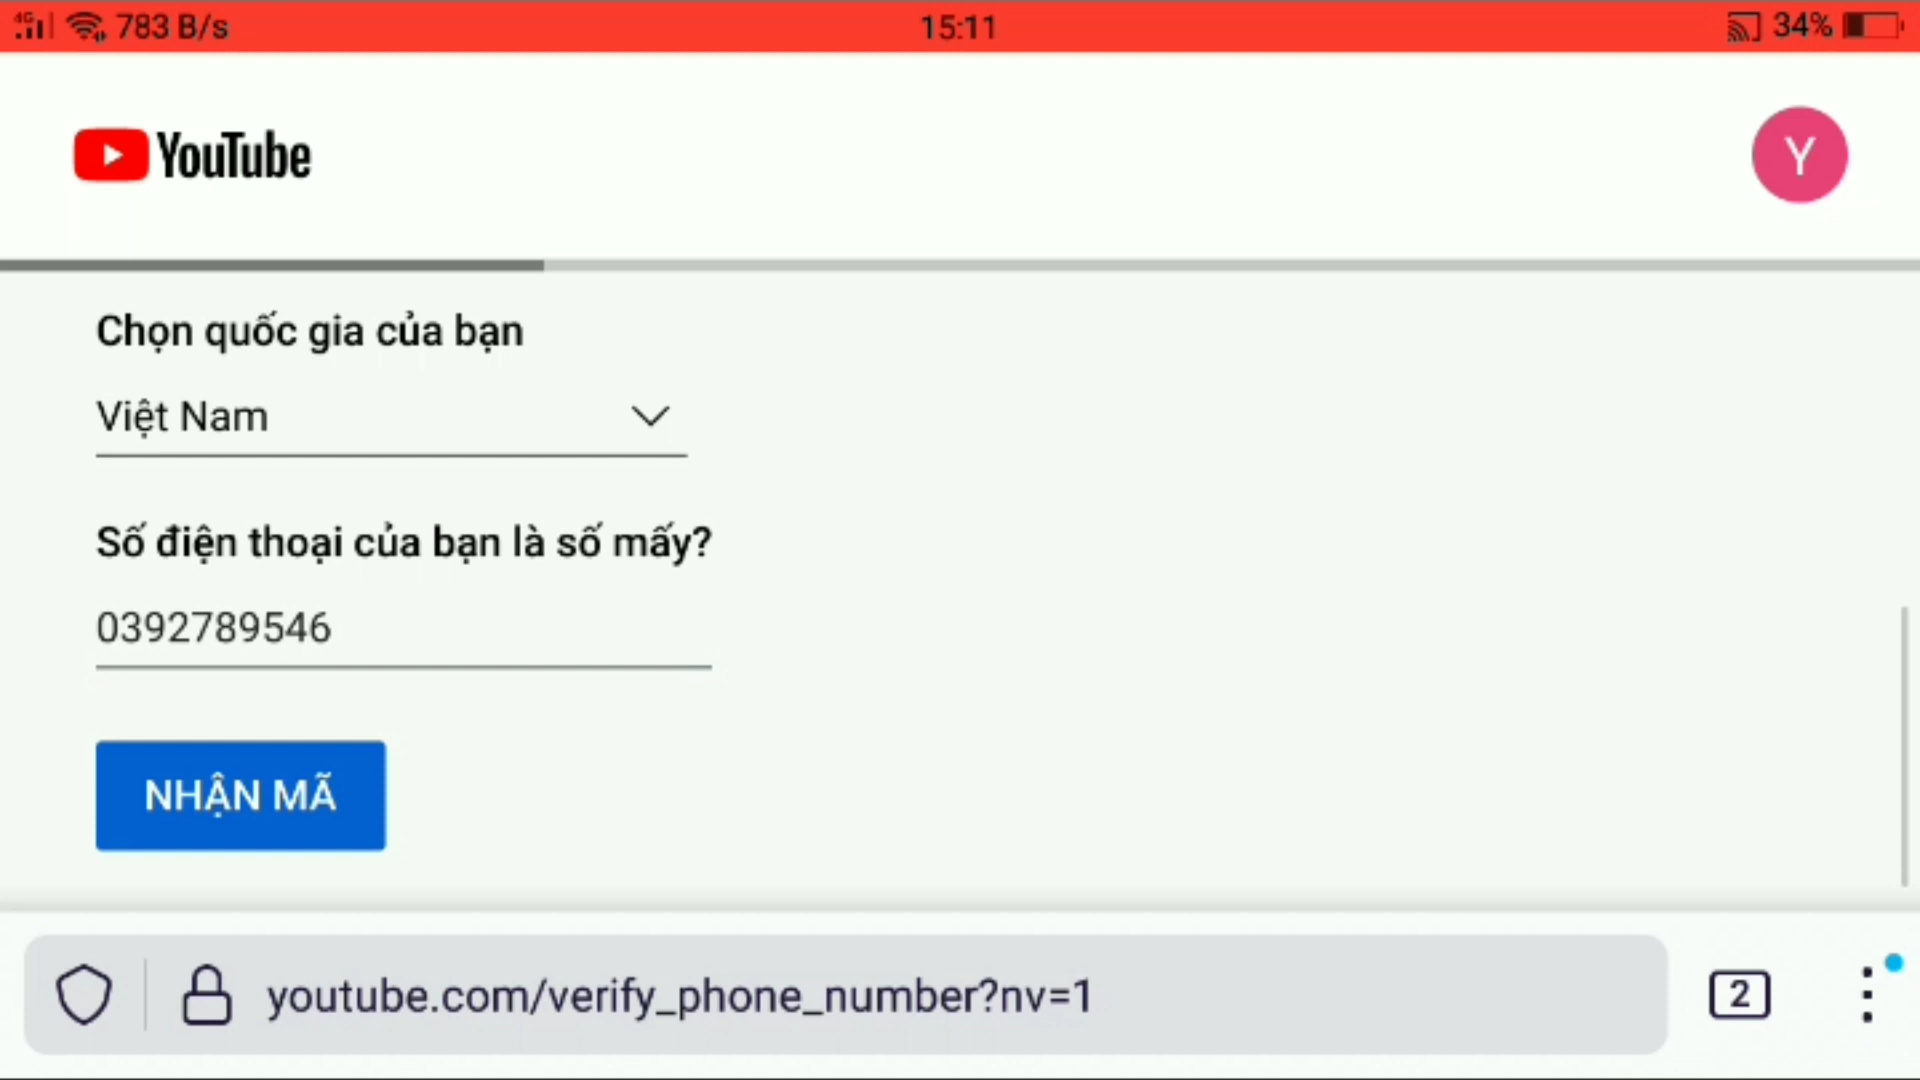 4G 783 B/s 15:11 34%
YouTube Y
Chọn quốc gia của bạn
Việt Nam
Số điện thoại của bạn là số mấy?
0392789546
NHẬN MÃ
youtube.com/verify_phone_number?nv=1 2